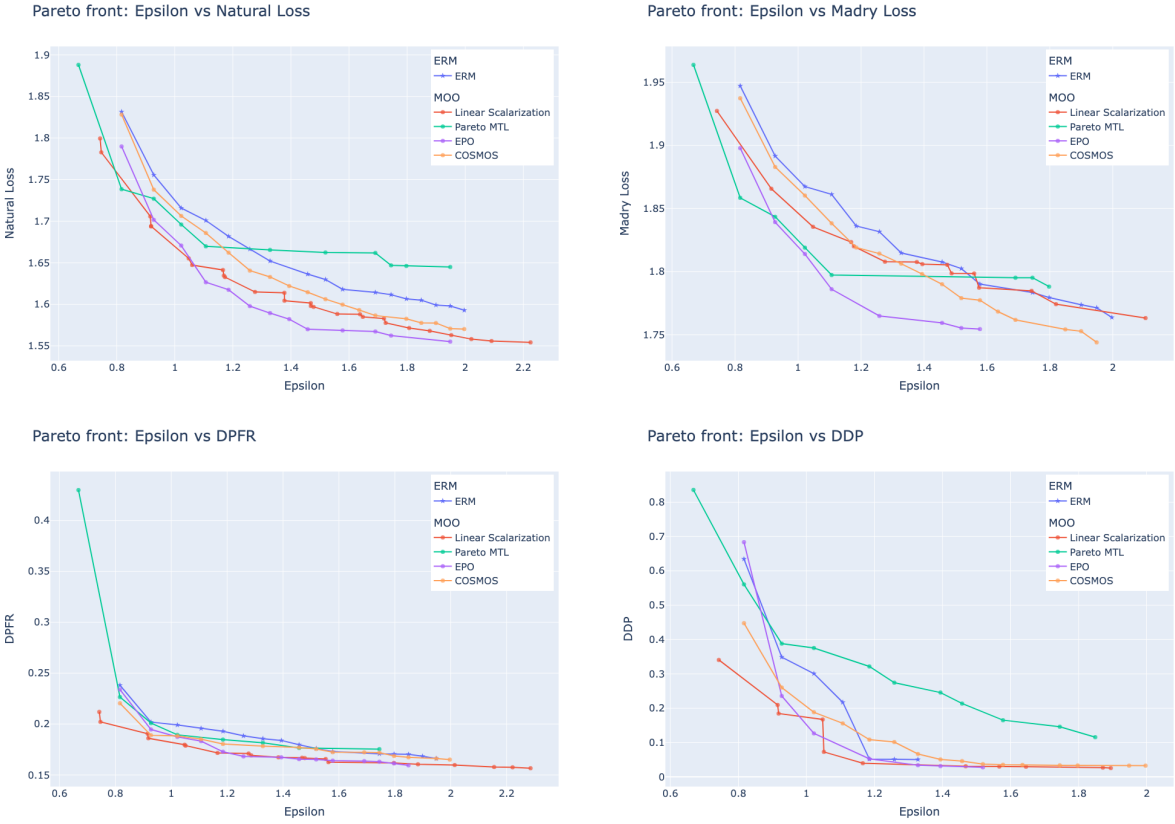 Pareto front: Epsilon vs Natural Loss
1.9
1.85
1.8
1.75
1.7
1.65
1.6
1.55
Natural Loss
0.6 0.8 1 1.2 1.4 1.6 1.8 2 2.2
Epsilon
ERM
ERM
MOO
Linear Scalarization
Pareto MTL
EPO
COSMOS
Pareto front: Epsilon vs Madry Loss
1.95
1.9
1.85
1.8
1.75
Madry Loss
0.6 0.8 1 1.2 1.4 1.6 1.8 2
Epsilon
ERM
ERM
MOO
Linear Scalarization
Pareto MTL
EPO
COSMOS
Pareto front: Epsilon vs DPFR
0.4
0.35
0.3
0.25
0.2
0.15
DPFR
0.6 0.8 1 1.2 1.4 1.6 1.8 2 2.2
Epsilon
ERM
ERM
MOO
Linear Scalarization
Pareto MTL
EPO
COSMOS
Pareto front: Epsilon vs DDP
0.8
0.7
0.6
0.5
0.4
0.3
0.2
0.1
0
DDP
0.6 0.8 1 1.2 1.4 1.6 1.8 2
Epsilon
ERM
ERM
MOO
Linear Scalarization
Pareto MTL
EPO
COSMOS